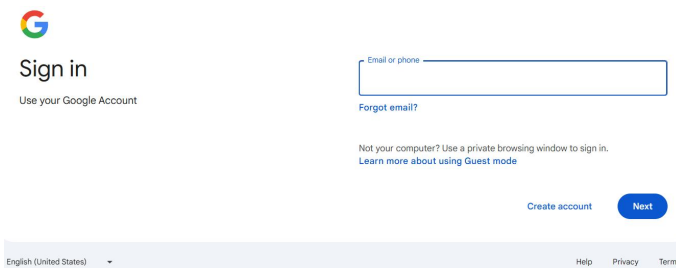 Sign in
Use your Google Account
Email or phone
Forgot email?
Not your computer? Use a private browsing window to sign in.
Learn more about using Guest mode
Create account
Next
English (United States)
Help
Privacy
Term